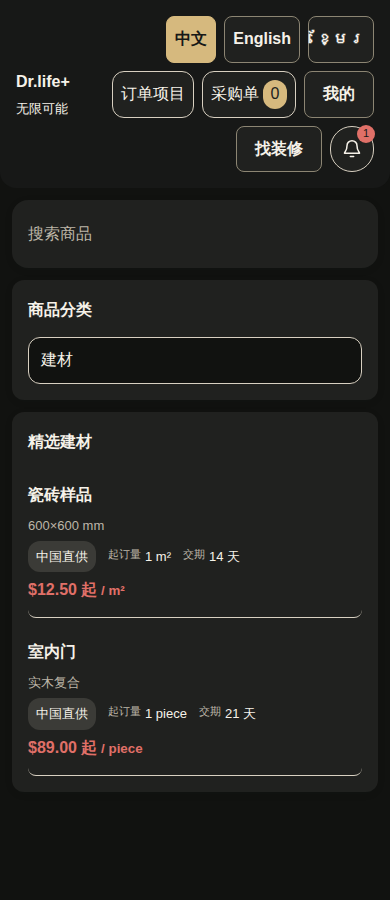 中文 English ខ្មែរ
Dr.life+
无限可能
订单项目 采购单 0 我的
找装修 1
搜索商品
商品分类
建材
精选建材
瓷砖样品
600×600 mm
中国直供 起订量 1 m² 交期 14 天
$12.50 起 / m²
室内门
实木复合
中国直供 起订量 1 piece 交期 21 天
$89.00 起 / piece